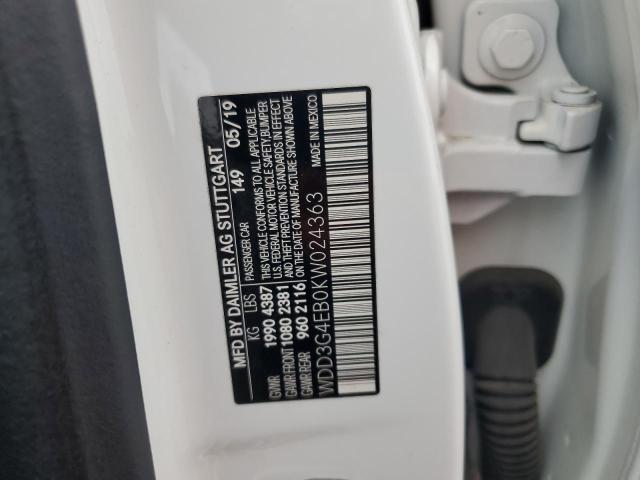 MFD BY DAIMLER AG STUTTGART
PASSENGER CAR 149 05/19
KG LBS
GVWR 1990 4387
GAWR FRONT 1080 2381
GAWR REAR 960 2116
THIS VEHICLE CONFORMS TO ALL APPLICABLE
U.S. FEDERAL MOTOR VEHICLE SAFETY, BUMPER
AND THEFT PREVENTION STANDARDS IN EFFECT
ON THE DATE OF MANUFACTURE SHOWN ABOVE
WDD3G4EB0KW024363
MADE IN MEXICO